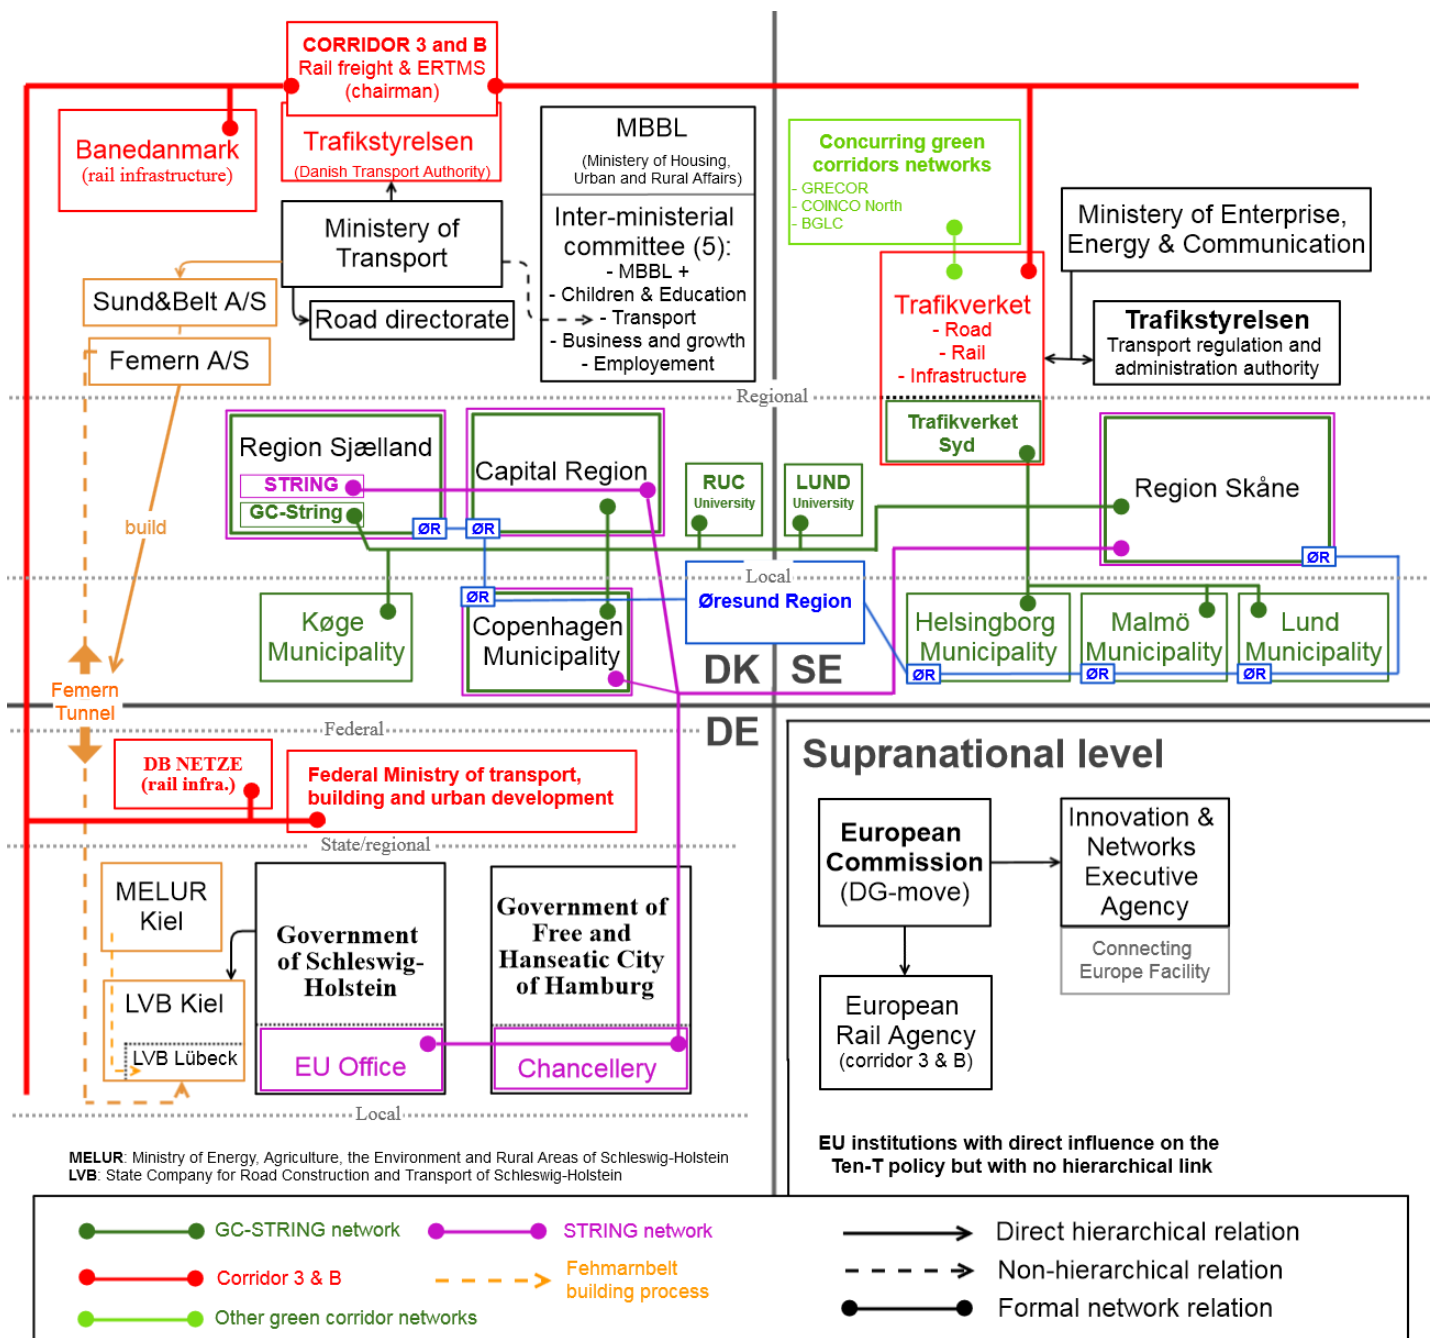 CORRIDOR 3 and B
Rail freight & ERTMS
(chairman)
Trafikstyrelsen
(Danish Transport Authority)
Banedanmark
(rail infrastructure)
Ministry of
Transport
Sund&Belt A/S
Road directorate
Femern A/S
MBBL
(Ministry of Housing,
Urban and Rural Affairs)
Inter-ministerial
committee (5):
- MBBL +
- Children & Education
- Transport
- Business and growth
- Employement
Concurring green
corridors networks
- GRECOR
- COINCO North
- BGLC
Ministry of Enterprise,
Energy & Communication
Trafikverket
- Road
- Rail
- Infrastructure
Trafikstyrelsen
Transport regulation and
administration authority
Regional
Trafikverket
Syd
Region Sjælland
STRING
GC-String
ØR
Capital Region
ØR
RUC
University
LUND
University
Region Skåne
ØR
build
Local
Køge
Municipality
ØR
Copenhagen
Municipality
Øresund Region
Helsingborg
Municipality
ØR
Malmö
Municipality
ØR
Lund
Municipality
ØR
DK
SE
Femern
Tunnel
DE
Federal
DB NETZE
(rail infra.)
Federal Ministry of transport,
building and urban development
State/regional
MELUR
Kiel
LVB Kiel
LVB Lübeck
Government
of Schleswig-
Holstein
EU Office
Government of
Free and
Hanseatic City
of Hamburg
Chancellery
Local
Supranational level
European
Commission
(DG-move)
Innovation &
Networks
Executive
Agency
Connecting
Europe Facility
European
Rail Agency
(corridor 3 & B)
EU institutions with direct influence on the
Ten-T policy but with no hierarchical link
MELUR: Ministry of Energy, Agriculture, the Environment and Rural Areas of Schleswig-Holstein
LVB: State Company for Road Construction and Transport of Schleswig-Holstein
GC-STRING network
STRING network
Direct hierarchical relation
Corridor 3 & B
Fehmarnbelt
building process
Non-hierarchical relation
Other green corridor networks
Formal network relation